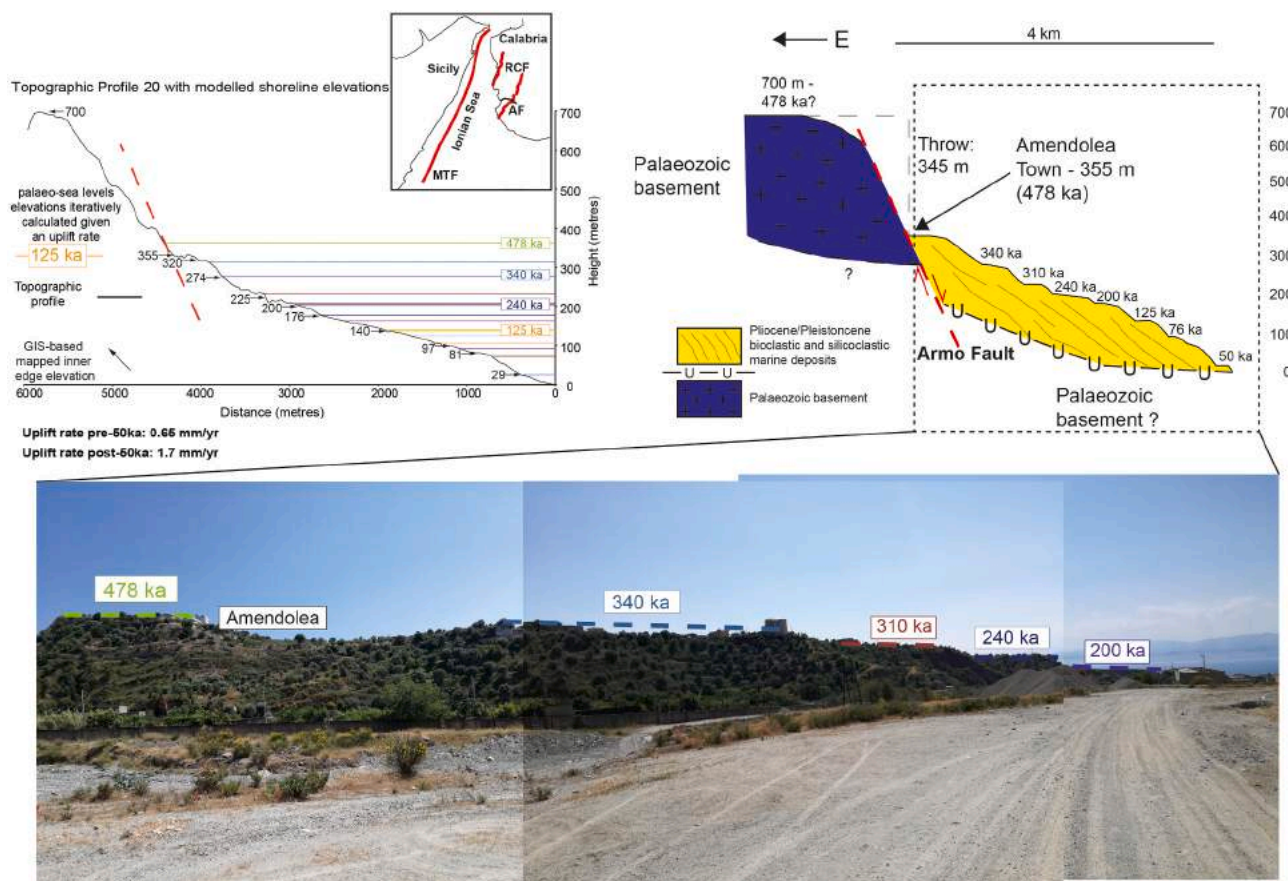 Topographic Profile 20 with modelled shoreline elevations
700
palaeo-sea levels
elevations iteratively
calculated given
an uplift rate
125 ka
Topographic
profile
GIS-based
mapped inner
edge elevation
355
320
274
225
200
176
140
97
81
29
478 ka
340 ka
240 ka
125 ka
700
600
500
400
300
200
100
0
Height (metres)
6000
5000
4000
3000
2000
1000
0
Distance (metres)
Uplift rate pre-50ka: 0.65 mm/yr
Uplift rate post-50ka: 1.7 mm/yr
Calabria
Sicily
RCF
Ionian Sea
AF
MTF
E
4 km
700 m -
478 ka?
Palaeozoic
basement
Throw:
345 m
Amendolea
Town - 355 m
(478 ka)
?
340 ka
310 ka
240 ka
200 ka
125 ka
76 ka
50 ka
U
U
U
U
U
U
U
U
Armo Fault
Palaeozoic
basement ?
Pliocene/Pleistoncene
bioclastic and silicoclastic
marine deposits
U U
Palaeozoic basement
478 ka
Amendolea
340 ka
310 ka
240 ka
200 ka